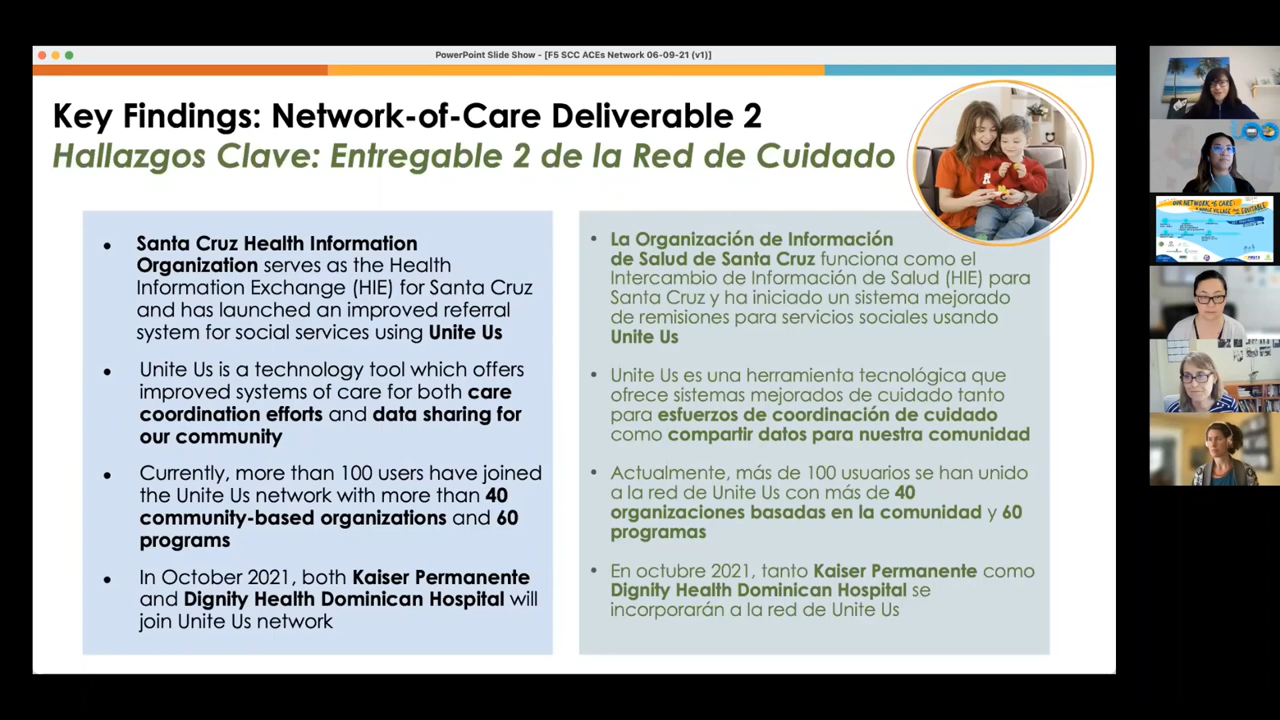 PowerPoint Slide Show - [F5 SCC ACEs Network 06-09-21 (v1)]
Key Findings: Network-of-Care Deliverable 2
Hallazgos Clave: Entregable 2 de la Red de Cuidado
• Santa Cruz Health Information
Organization serves as the Health
Information Exchange (HIE) for Santa Cruz
and has launched an improved referral
system for social services using Unite Us
• Unite Us is a technology tool which offers
improved systems of care for both care
coordination efforts and data sharing for
our community
• Currently, more than 100 users have joined
the Unite Us network with more than 40
community-based organizations and 60
programs
• In October 2021, both Kaiser Permanente
and Dignity Health Dominican Hospital will
join Unite Us network
• La Organización de Información
de Salud de Santa Cruz funciona como el
Intercambio de Información de Salud (HIE) para
Santa Cruz y ha iniciado un sistema mejorado
de remisiones para servicios sociales usando
Unite Us
• Unite Us es una herramienta tecnológica que
ofrece sistemas mejorados de cuidado tanto
para esfuerzos de coordinación de cuidado
como compartir datos para nuestra comunidad
• Actualmente, más de 100 usuarios se han unido
a la red de Unite Us con más de 40
organizaciones basadas en la comunidad y 60
programas
• En octubre 2021, tanto Kaiser Permanente como
Dignity Health Dominican Hospital se
incorporarán a la red de Unite Us
OUR NETWORK of CARE: